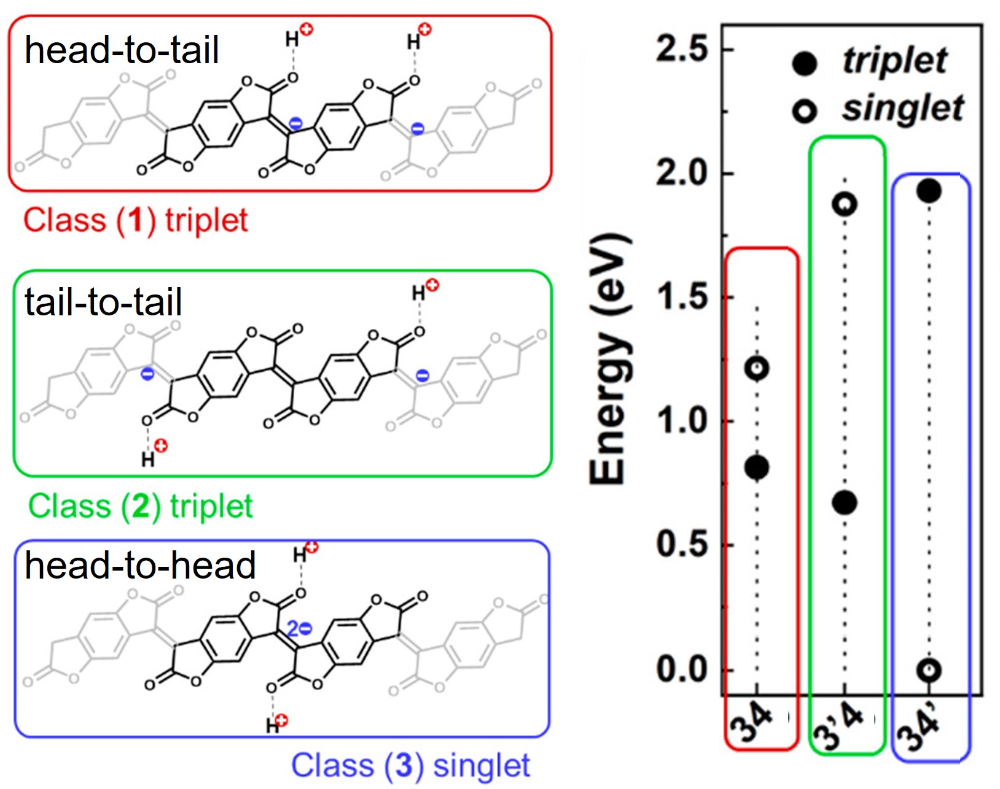 head-to-tail
H+ H+
O O O O O O O O
- -
O O O O O O O O
Class (1) triplet
tail-to-tail
H+
O O O O O O O O
- -
O O O O O O O O
H+
Class (2) triplet
head-to-head
H+
O O O O O O O O
2-
O O O O O O O O
H+
Class (3) singlet
Energy (eV)
2.5
2.0
1.5
1.0
0.5
0.0
triplet
singlet
34
3’4
34’